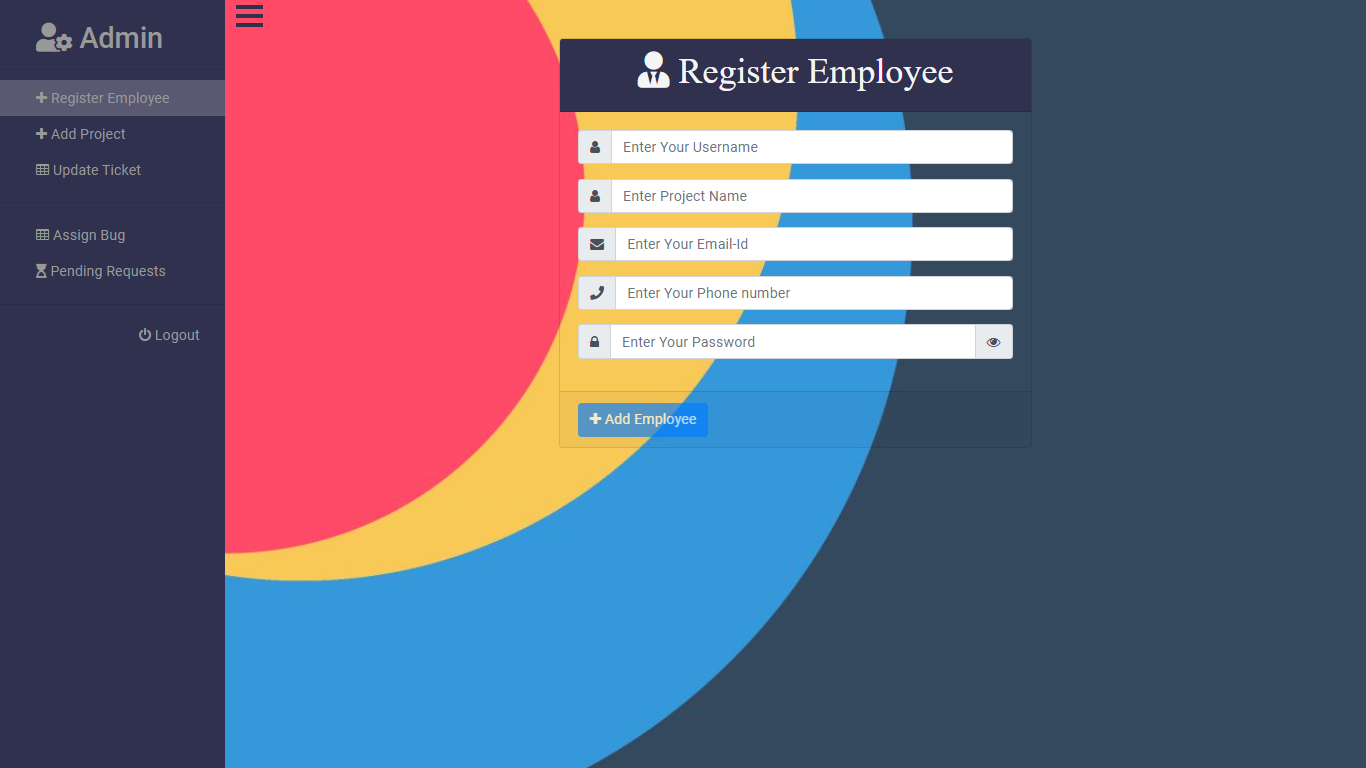 Admin
Register Employee
Add Project
Update Ticket
Assign Bug
Pending Requests
Logout
Register Employee
Enter Your Username
Enter Project Name
Enter Your Email-Id
Enter Your Phone number
Enter Your Password
Add Employee